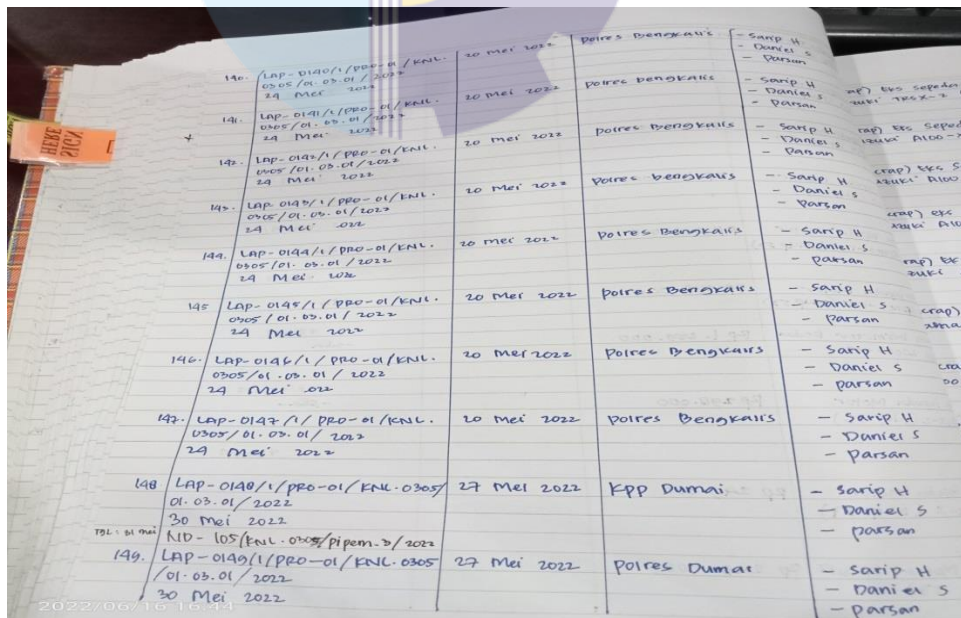 140. LAP-0140/1/PRO-01/KNL. 20 Mei 2022 Polres Bengkalis - Sarip H
0305/01.03.01/2022 - Daniel S
24 Mei 2022 - Parsan
141. LAP-0141/1/PRO-01/KNL. 20 Mei 2022 Polres Bengkalis - Sarip H
0305/01.03.01/2022 - Daniel S
24 Mei 2022 - Parsan
142. LAP-0142/1/PRO-01/KNL. 20 Mei 2022 Polres Bengkalis - Sarip H
0305/01.03.01/2022 - Daniel S
24 Mei 2022 - Parsan
143. LAP-0143/1/PRO-01/KNL. 20 Mei 2022 Polres Bengkalis - Sarip H
0305/01.03.01/2022 - Daniel S
24 Mei 022 - Parsan
144. LAP-0144/1/PRO-01/KNL. 20 Mei 2022 Polres Bengkalis - Sarip H
0305/01.03.01/2022 - Daniel S
24 Mei 2022 - Parsan
145 LAP-0145/1/PRO-01/KNL. 20 Mei 2022 Polres Bengkalis - Sarip H
0305/01.03.01/2022 - Daniel S
24 Mei 2022 - Parsan
146. LAP-0146/1/PRO-01/KNL. 20 Mei 2022 Polres Bengkalis - Sarip H
0305/01.03.01/2022 - Daniel S
24 Mei 022 - Parsan
147. LAP-0147/1/PRO-01/KNL. 20 Mei 2022 Polres Bengkalis - Sarip H
0305/01.03.01/2022 - Daniel S
24 Mei 2022 - Parsan
148 LAP-0148/1/PRO-01/KNL.0305/ 27 Mei 2022 KPP Dumai - Sarip H
01.03.01/2022 - Daniel S
30 Mei 2022 - Parsan
TGL: 31 Mei ND-105/KNL.0305/Pipem.3/2022
149. LAP-0149/1/PRO-01/KNL.0305 27 Mei 2022 Polres Dumai - Sarip H
/01.03.01/2022 - Daniel S
30 Mei 2022 - Parsan
SIGN
HERE
2022/06/16 16:44